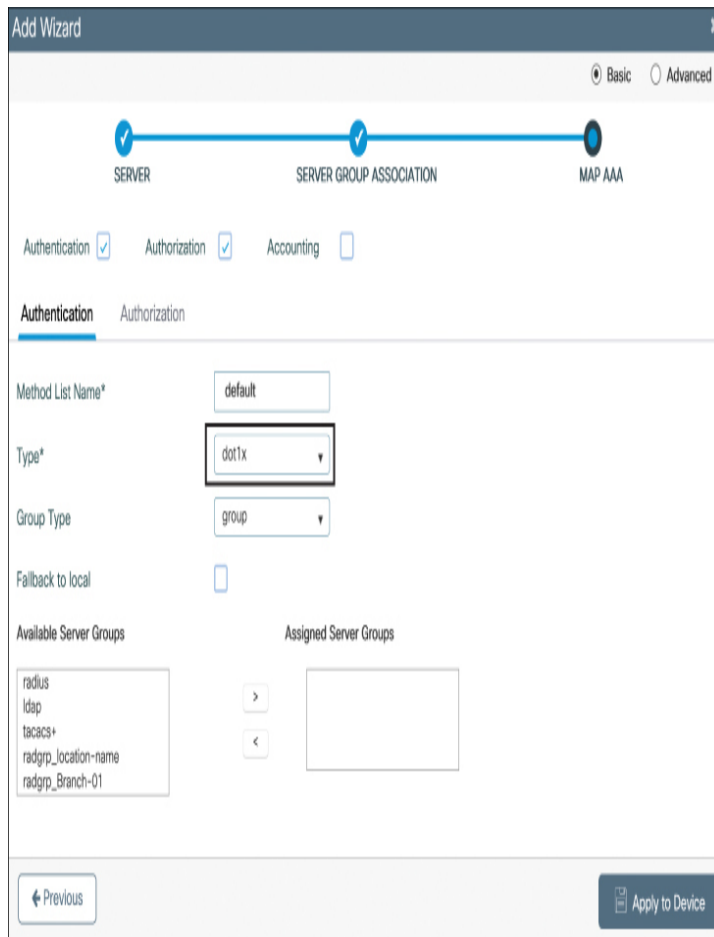 Add Wizard
Basic Advanced
SERVER SERVER GROUP ASSOCIATION MAP AAA
Authentication Authorization Accounting
Authentication Authorization
Method List Name* default
Type* dot1x
Group Type group
Fallback to local
Available Server Groups Assigned Server Groups
radius
ldap
tacacs+
radgrp_location-name
radgrp_Branch-01
> 
<
Previous Apply to Device